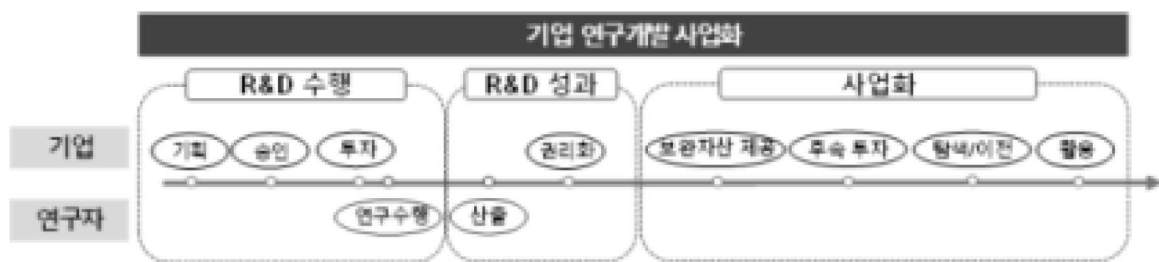 기업 연구개발 사업화
R&D 수행
R&D 성과
사업화
기업
기획
승인
투자
권리화
보완자산 제공
후속 투자
탐색/이전
활용
연구자
연구수행
산출